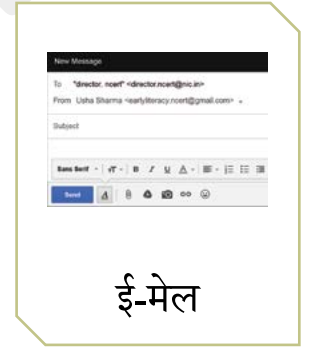 New Message
To "director, ncert" <director.ncert@nic.in>
From Usha Sharma <earlyliteracy.ncert@gmail.com>
Subject
Sans Serif
Send
ई-मेल